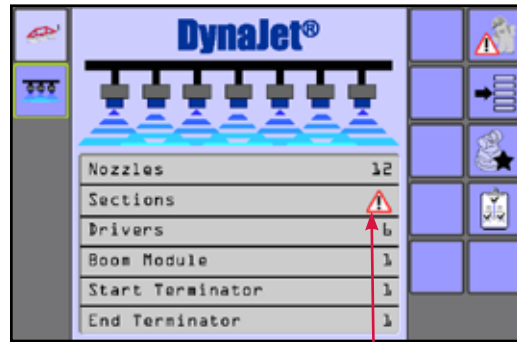 DynaJet®
Nozzles 12
Sections
Drivers 6
Boom Module 1
Start Terminator 1
End Terminator 1